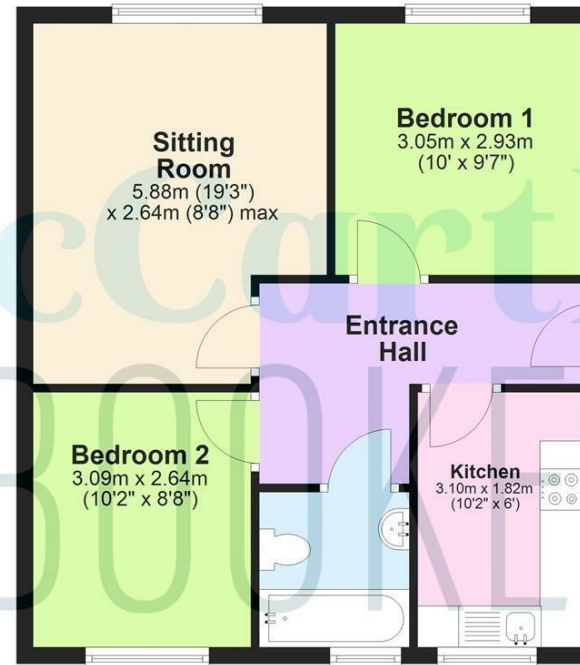 Sitting
Room
5.88m (19'3")
x 2.64m (8'8") max
Bedroom 1
3.05m x 2.93m
(10' x 9'7")
Entrance
Hall
Bedroom 2
3.09m x 2.64m
(10'2" x 8'8")
Kitchen
3.10m x 1.82m
(10'2" x 6')
cCart
BOOKE